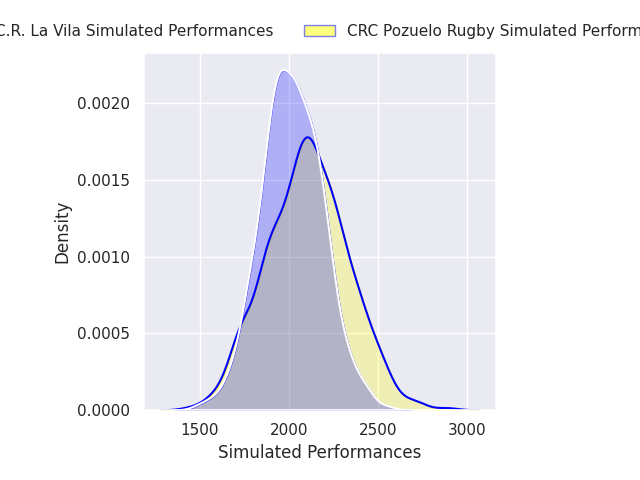 C.R. La Vila Simulated Performances
CRC Pozuelo Rugby Simulated Perform
0.0020
0.0015
0.0010
0.0005
0.0000
Density
1500 2000 2500 3000
Simulated Performances